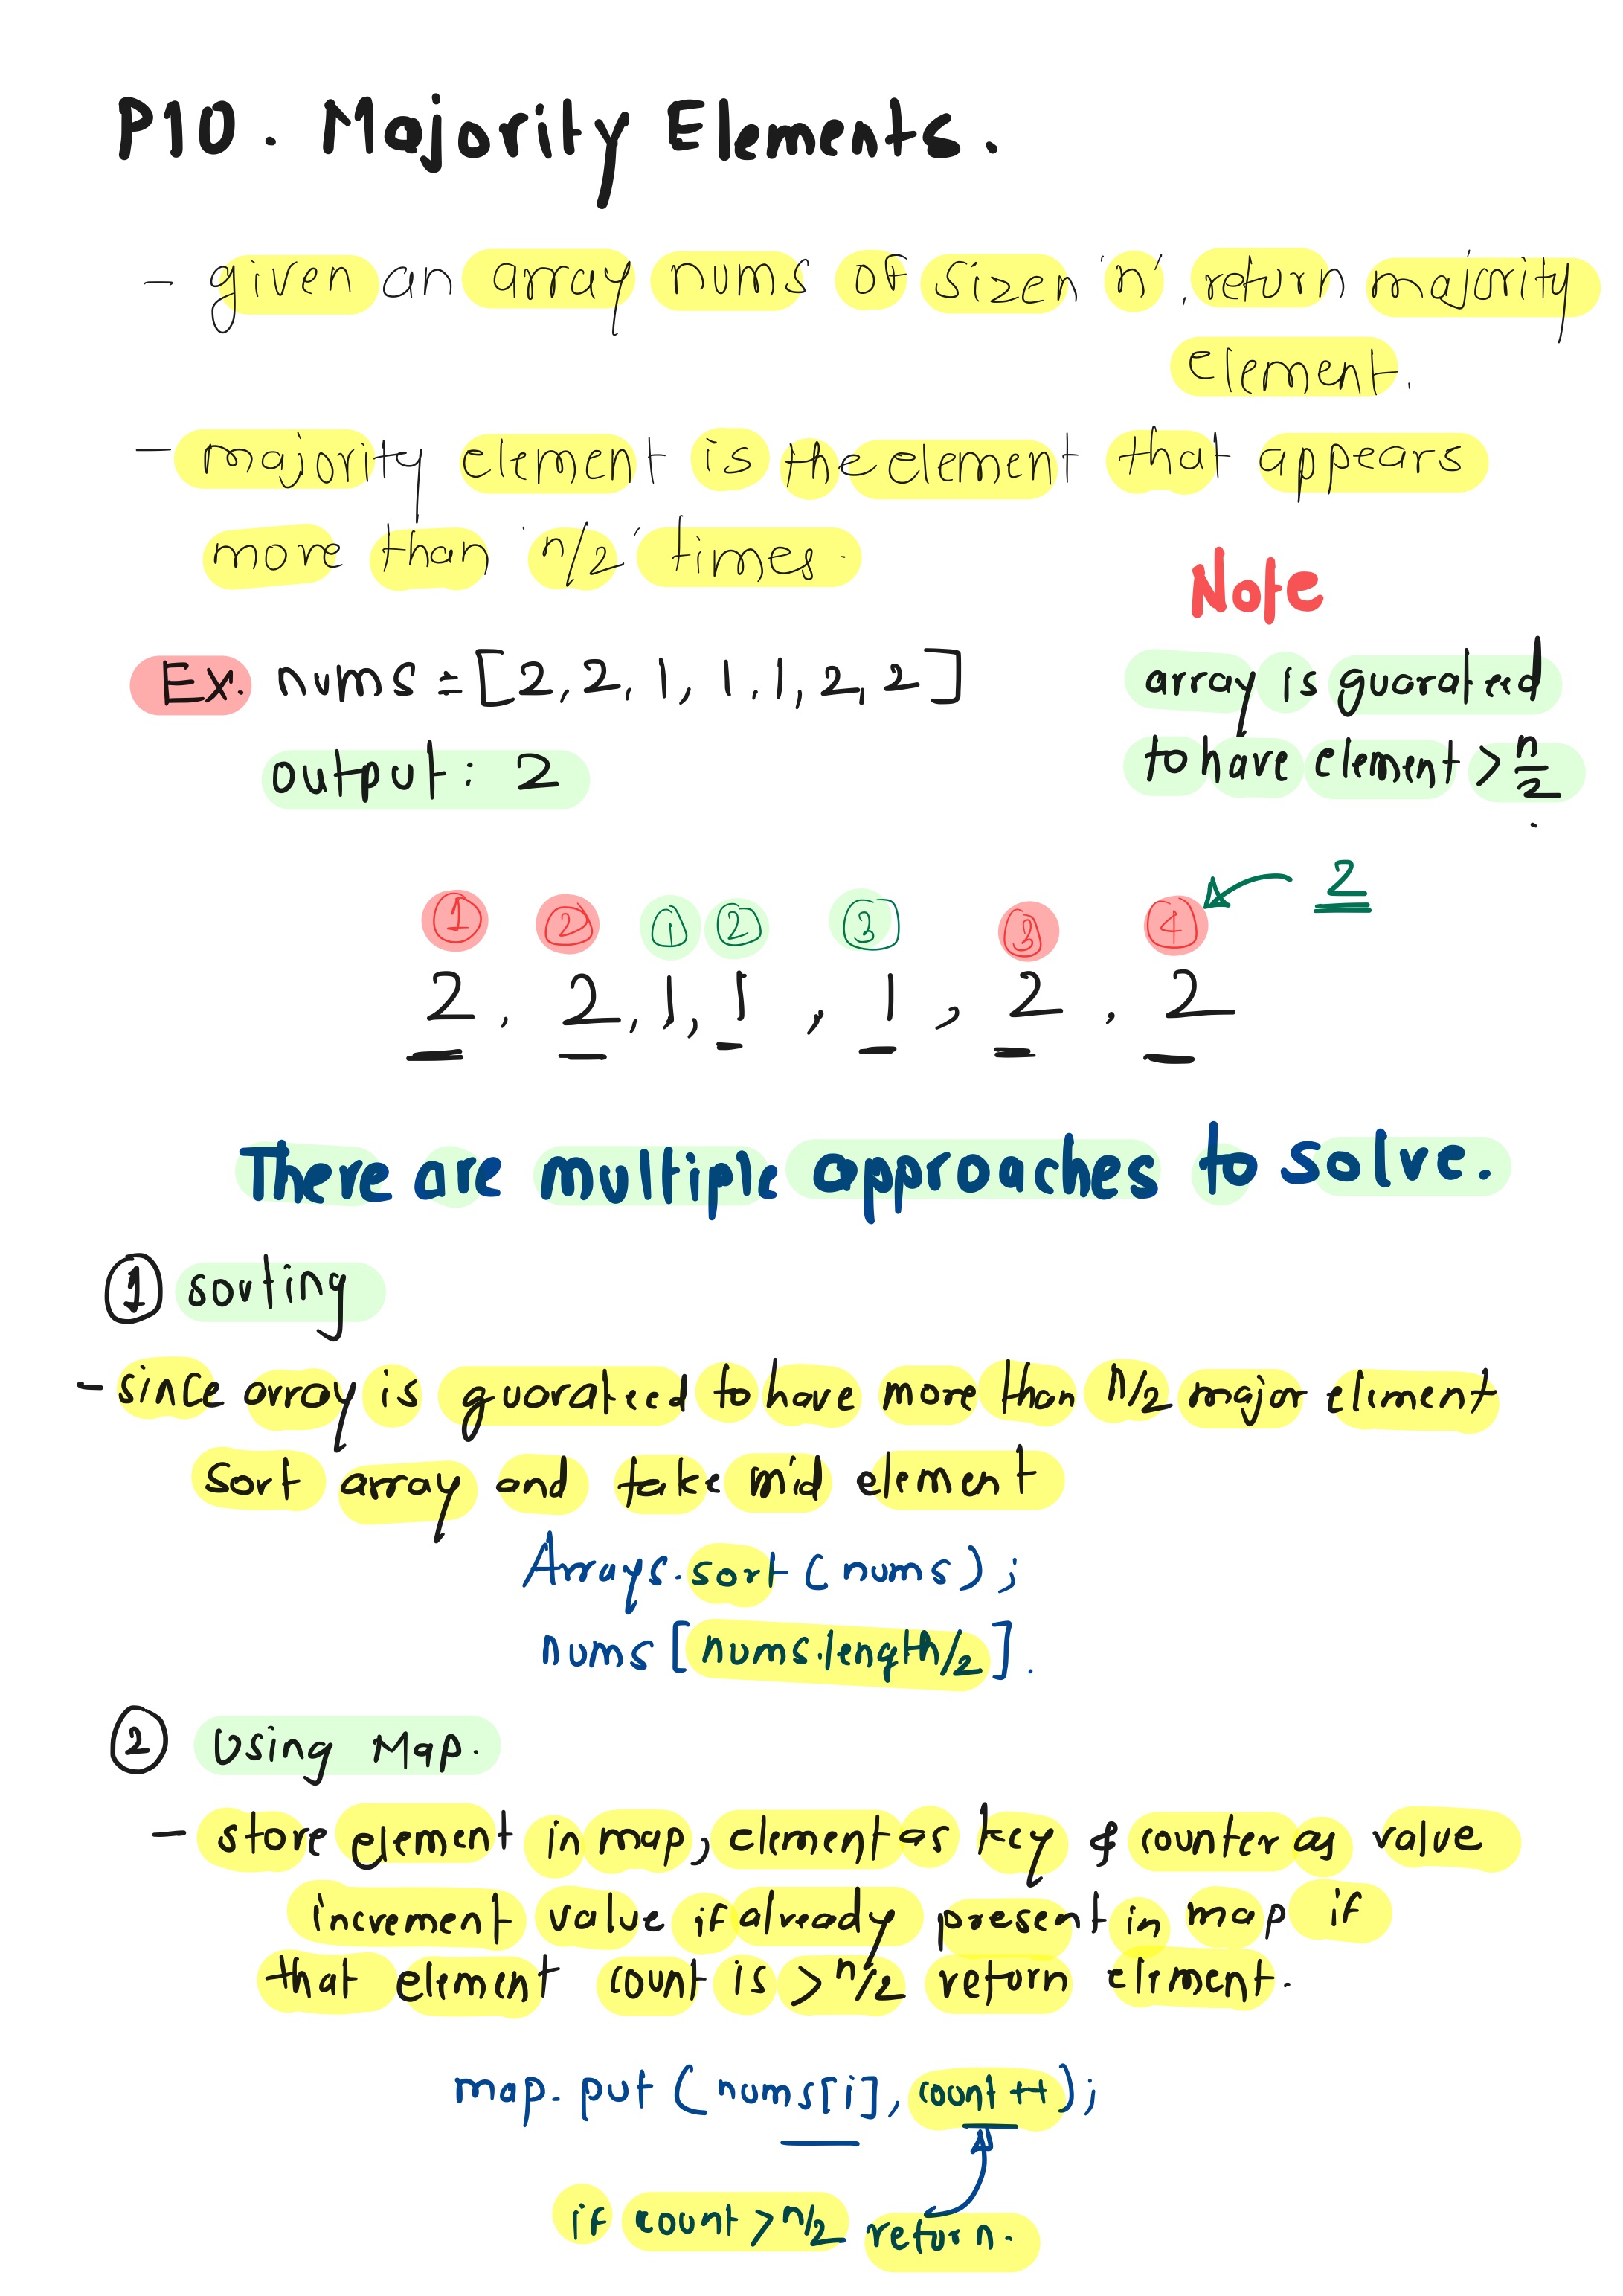 P10. Majority Elements.
- given an array nums of sizen 'n', return majority
element.
- majority element is the element that appears
more than 'n/2' times.
Note
Ex. nums = [2, 2, 1, 1, 1, 2, 2]
array is guarateed
output: 2
to have element > n/2.
2
① ② ① ② ③ ③ ④
2, 2, 1, 1, 1, 2, 2
There are multiple approaches to solve.
① sorting
- since array is guarateed to have more than n/2 major element
sort array and take mid element
Arrays.sort(nums);
nums[nums.length/2].
② Using Map.
- store element in map, element as key & counter as value
increment value if already present in map if
that element count is > n/2 return element.
map.put(nums[i], count++);
if count > n/2 return.